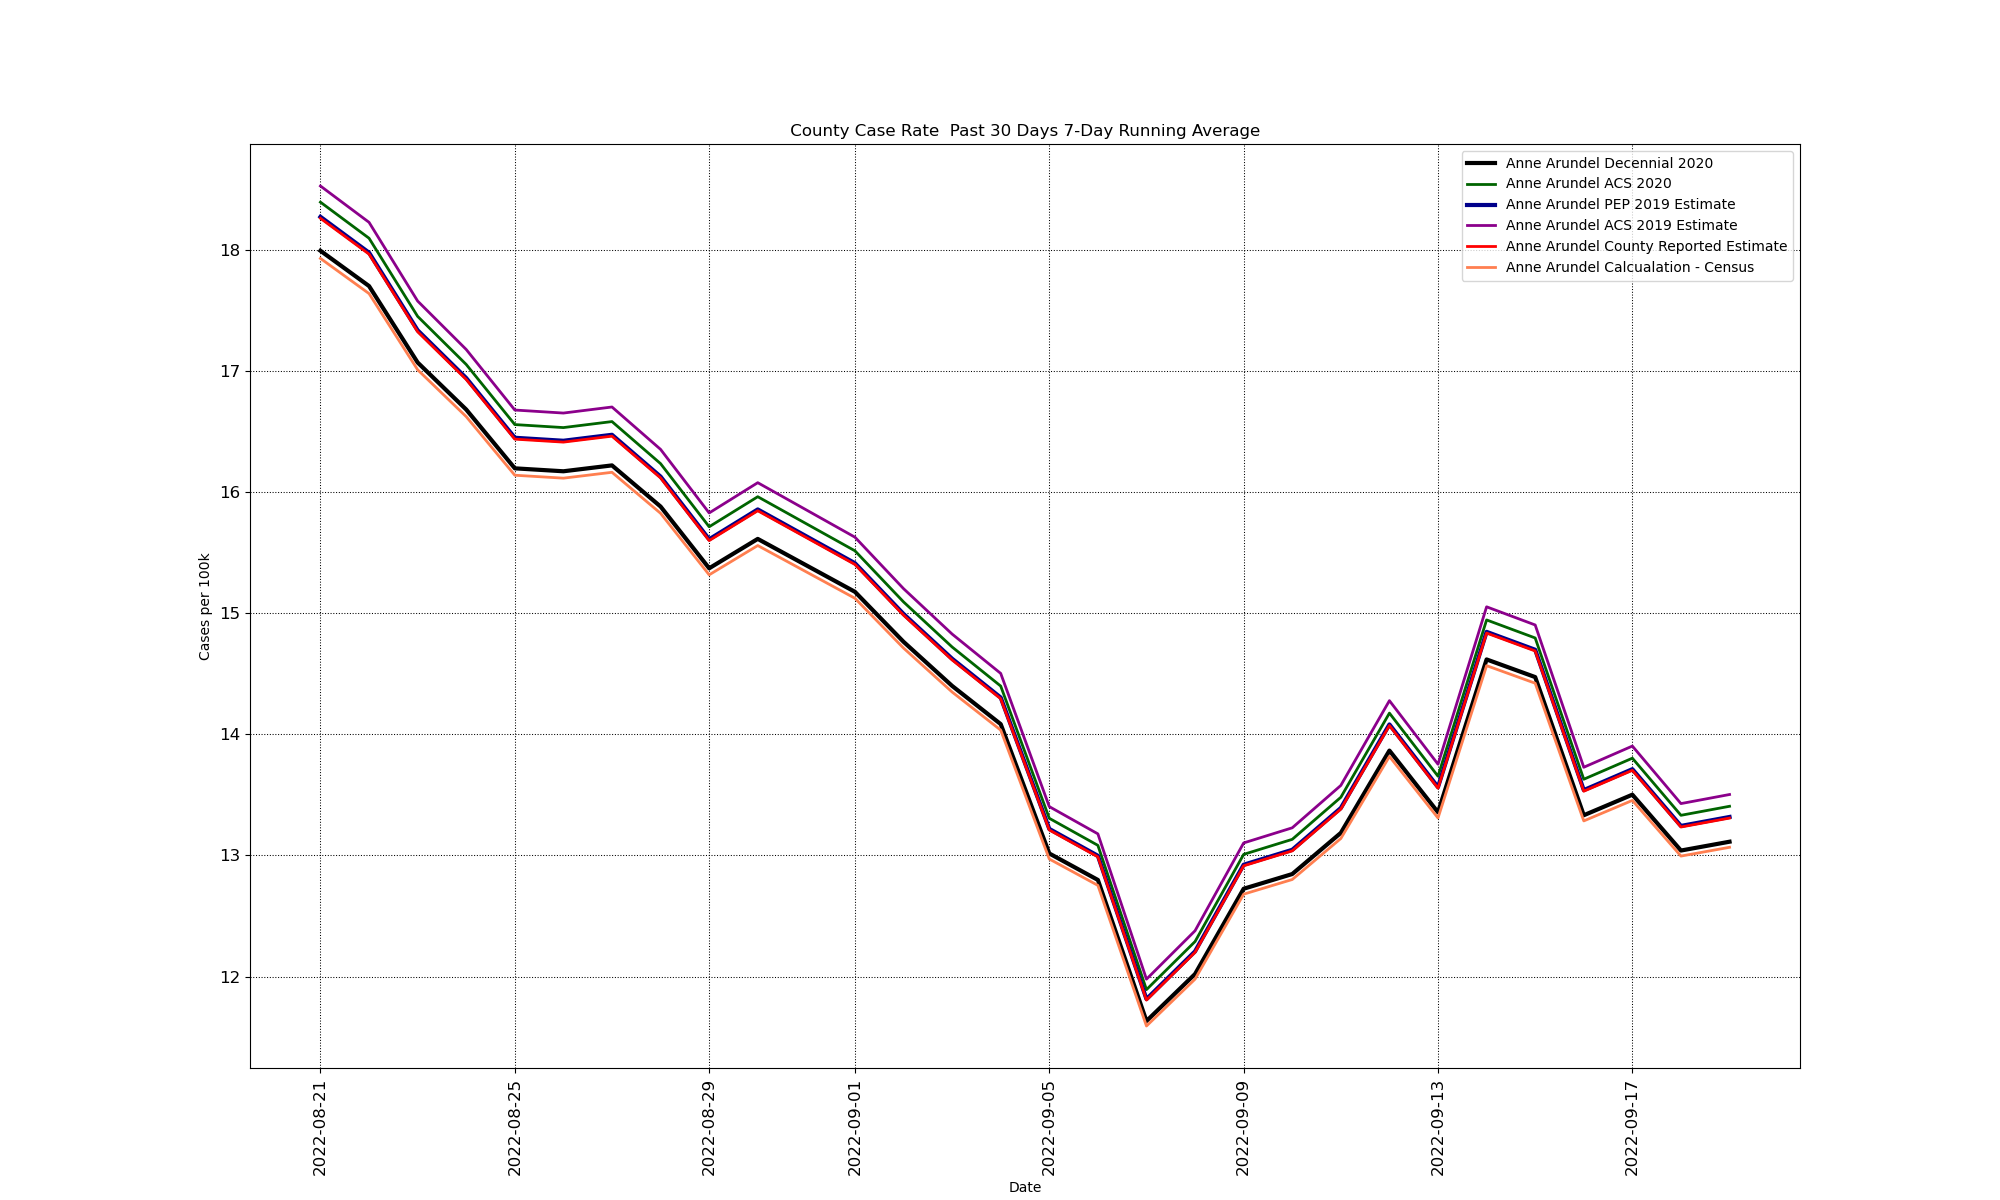 County Case Rate  Past 30 Days 7-Day Running Average
Anne Arundel Decennial 2020
Anne Arundel ACS 2020
Anne Arundel PEP 2019 Estimate
Anne Arundel ACS 2019 Estimate
Anne Arundel County Reported Estimate
Anne Arundel Calcualation - Census
Cases per 100k
18
17
16
15
14
13
12
2022-08-21
2022-08-25
2022-08-29
2022-09-01
2022-09-05
2022-09-09
2022-09-13
2022-09-17
Date